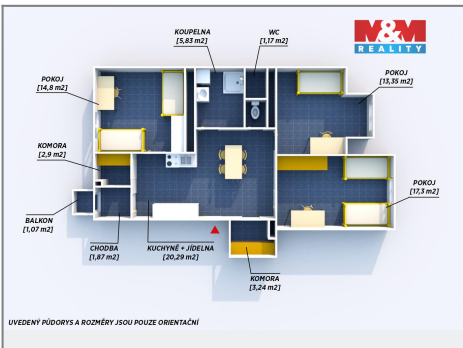 KOUPELNA
[5,83 m2]
WC
[1,17 m2]
M&M
REALITY
POKOJ
[14,8 m2]
POKOJ
[13,35 m2]
KOMORA
[2,9 m2]
POKOJ
[17,3 m2]
BALKON
[1,07 m2]
CHODBA
[1,87 m2]
KUCHYNĚ + JÍDELNA
[20,29 m2]
KOMORA
[3,24 m2]
UVEDENÝ PŮDORYS A ROZMĚRY JSOU POUZE ORIENTAČNÍ